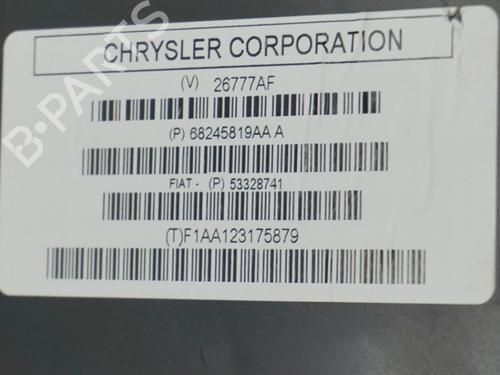 CHRYSLER CORPORATION
(V) 26777AF
(P) 68245819AA A
FIAT - (P) 53328741
(T)F1AA123175879
B-PARTS